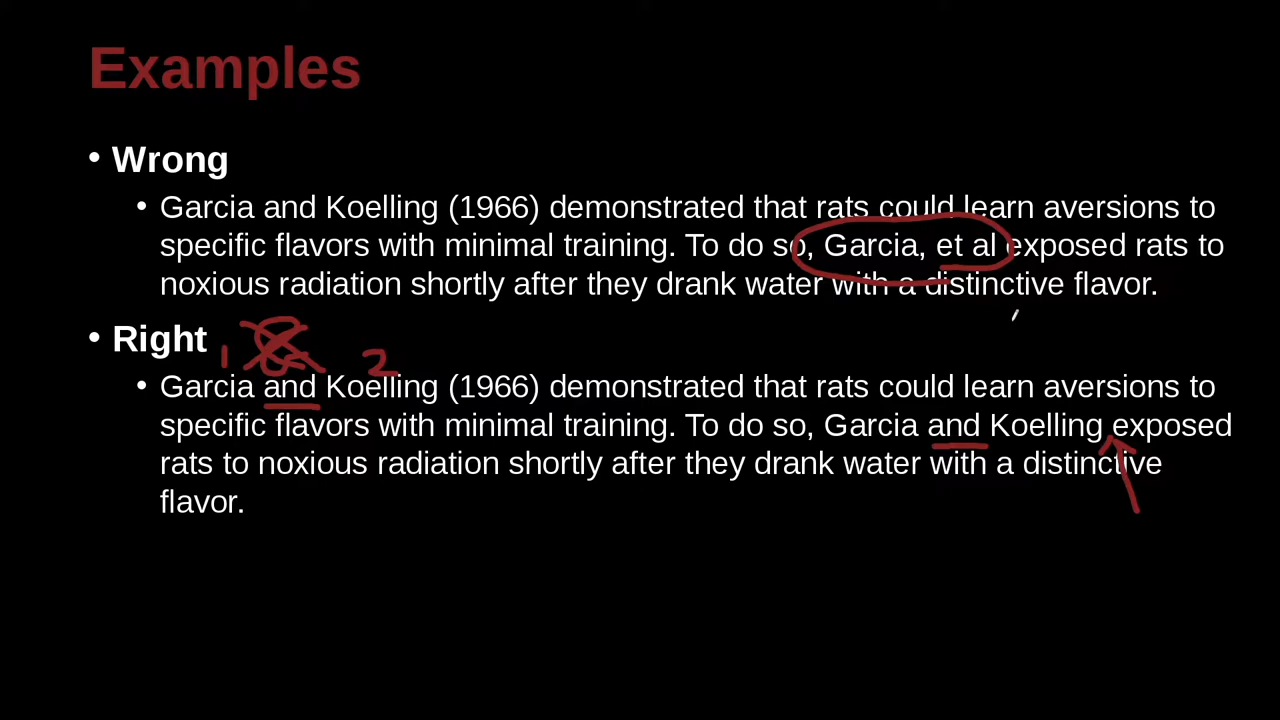 Examples
• Wrong
• Garcia and Koelling (1966) demonstrated that rats could learn aversions to
specific flavors with minimal training. To do so, Garcia, et al exposed rats to
noxious radiation shortly after they drank water with a distinctive flavor.
• Right
1 & 2
• Garcia and Koelling (1966) demonstrated that rats could learn aversions to
specific flavors with minimal training. To do so, Garcia and Koelling exposed
rats to noxious radiation shortly after they drank water with a distinctive
flavor.